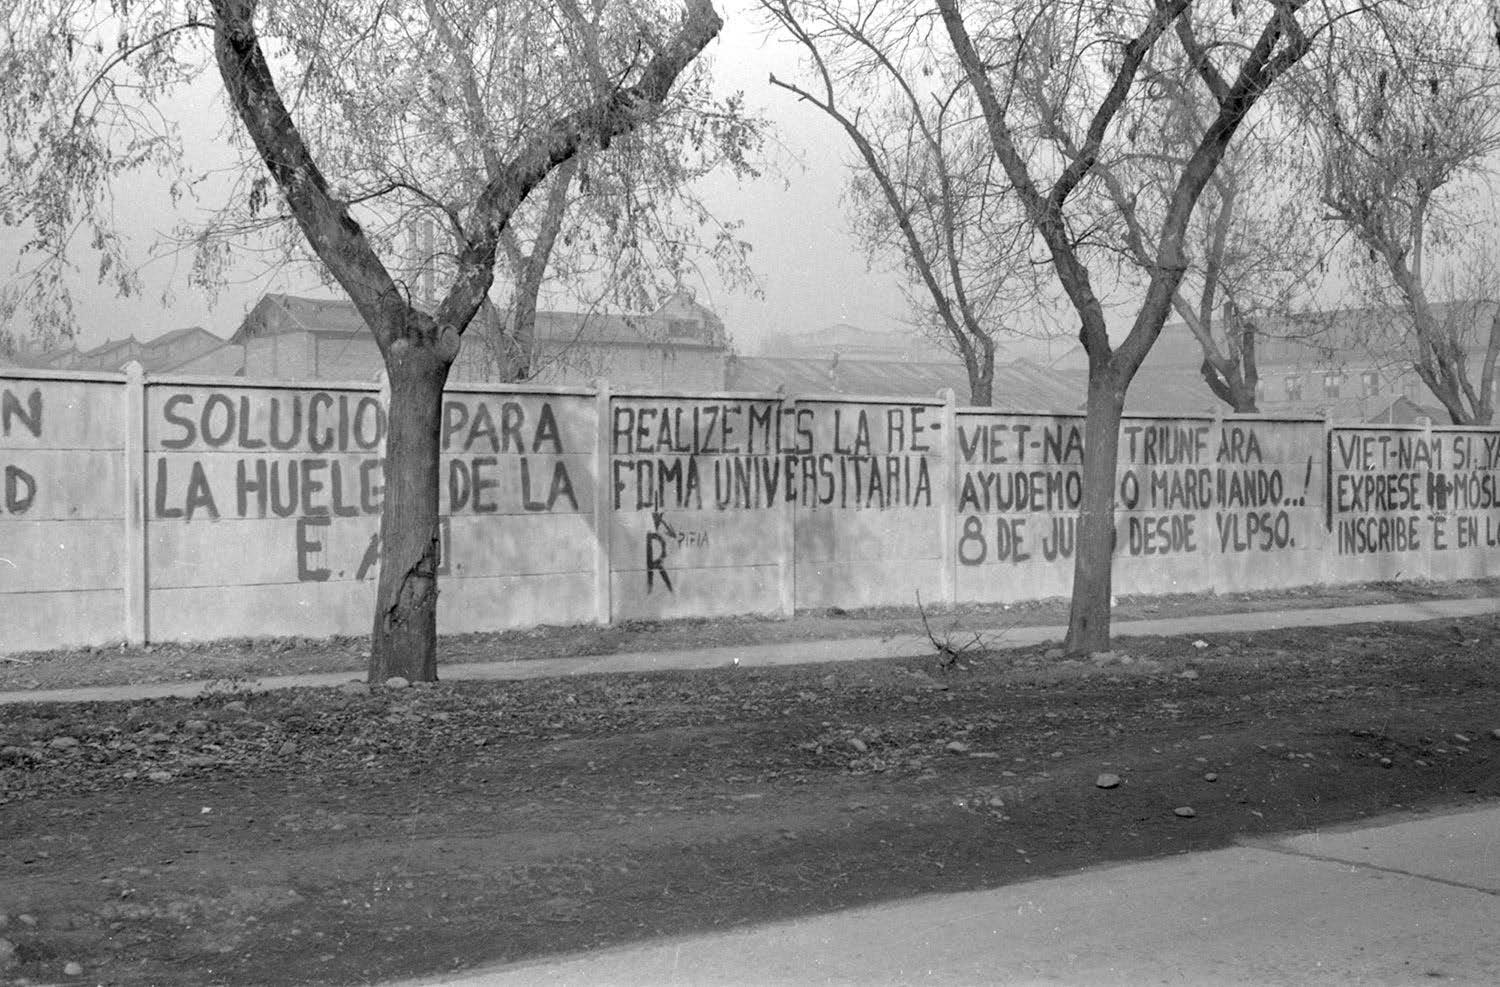 N
D
SOLUCIO PARA
LA HUELG DE LA
E. A.
REALIZEMOS LA RE-
FOMA UNIVERSITARIA
R PIFIA
VIET-NA TRIUNFARA
AYUDEMO LO MARCHANDO...!
8 DE JU DESDE VLPSO.
VIET-NAM SI, YA
EXPRESE MOSL
INSCRIBE E EN LO